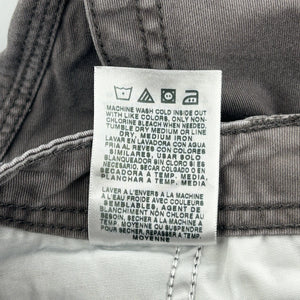 MACHINE WASH COLD INSIDE OUT
WITH LIKE COLORS, ONLY NON-
CHLORINE BLEACH WHEN NEEDED,
TUMBLE DRY MEDIUM OR LINE
DRY, MEDIUM IRON
LAVAR EN LAVADORA CON AGUA
FRIA AL REVES CON COLORES
SIMILARES, USAR SOLO
BLANQUEADOR SIN CLORO SI ES
NECESARIO, SECAR COLGADO O
SECADORA A TEMP. MEDIA,
PLANCHA A TEMP. MEDIA
LAVER A L'ENVERS A LA MACHINE
A L'EAU FROIDE AVEC COULEURS
SEMBLABLES, AGENT DE
BLANCHIMENT NON CHLORE AU
BESOIN, SECHER PAR MACHINE A
TEMP. MOYENNE OU SUSPENDRE
POUR SECHER, REPASSER A TEMP.
MOYENNE